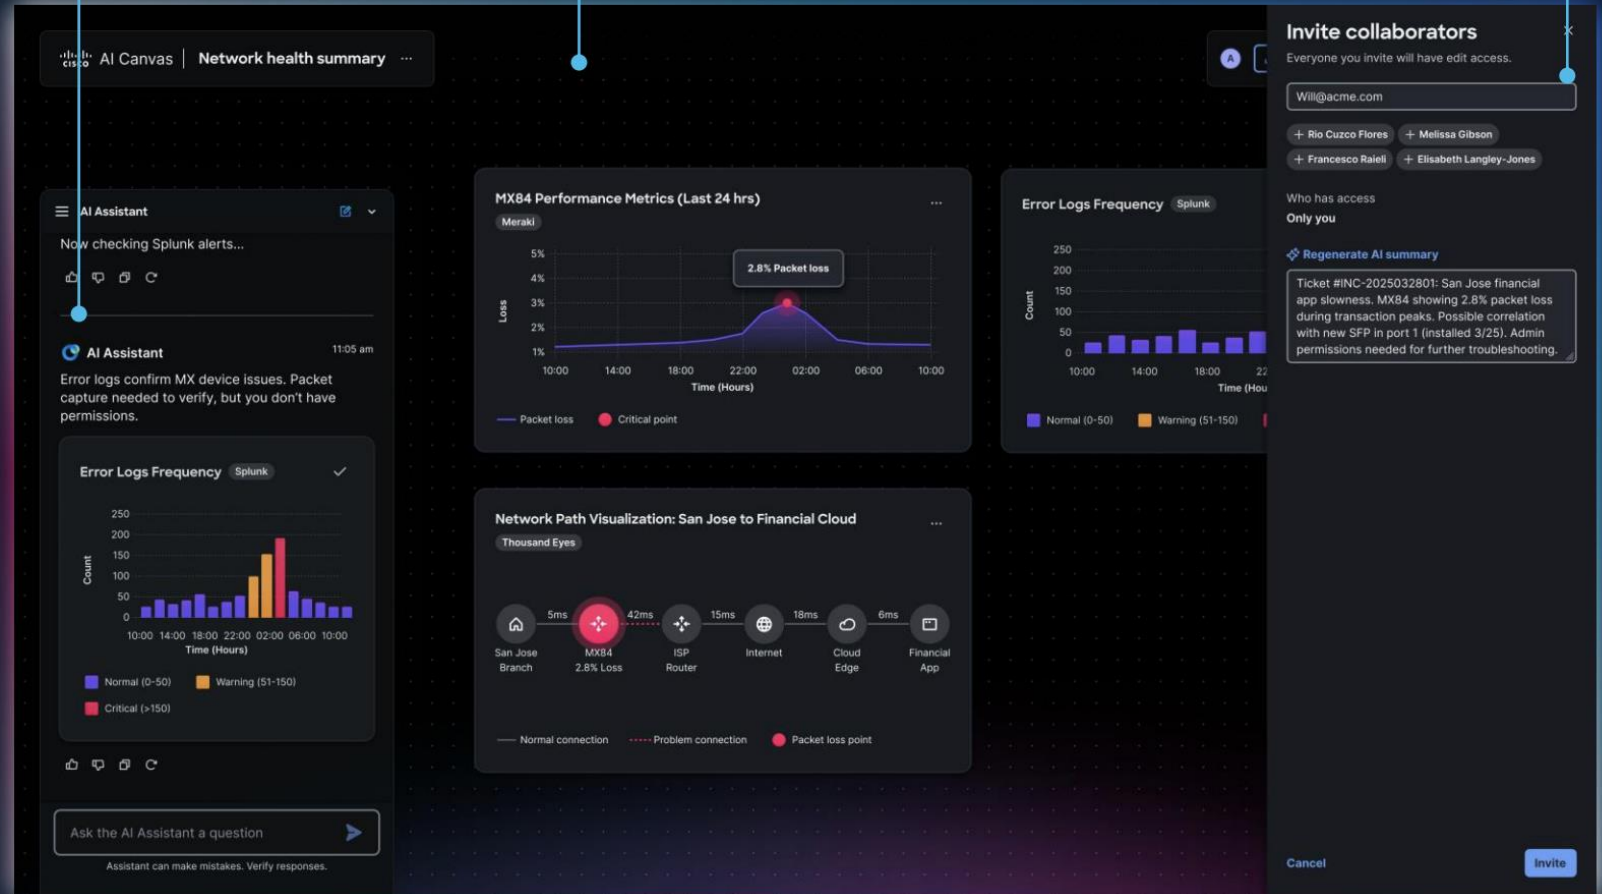 CISCO AI Canvas | Network health summary ...
A
AI Assistant
Now checking Splunk alerts...
AI Assistant 11:05 am
Error logs confirm MX device issues. Packet
capture needed to verify, but you don't have
permissions.
Error Logs Frequency Splunk
250
200
150
100
50
0
Count
10:00 14:00 18:00 22:00 02:00 06:00 10:00
Time (Hours)
Normal (0-50) Warning (51-150)
Critical (>150)
Ask the AI Assistant a question
Assistant can make mistakes. Verify responses.
MX84 Performance Metrics (Last 24 hrs) ...
Meraki
5%
4%
3%
2%
1%
Loss
2.8% Packet loss
10:00 14:00 18:00 22:00 02:00 06:00 10:00
Time (Hours)
Packet loss Critical point
Error Logs Frequency Splunk
250
200
150
100
50
0
Count
10:00 14:00 18:00 22
Time (Hou
Normal (0-50) Warning (51-150)
Network Path Visualization: San Jose to Financial Cloud ...
Thousand Eyes
5ms 42ms 15ms 18ms 6ms
San Jose MX84 ISP Internet Cloud Financial
Branch 2.8% Loss Router Edge App
Normal connection Problem connection Packet loss point
Invite collaborators
Everyone you invite will have edit access.
Will@acme.com
+ Rio Cuzco Flores + Melissa Gibson
+ Francesco Raieli + Elisabeth Langley-Jones
Who has access
Only you
Regenerate AI summary
Ticket #INC-2025032801: San Jose financial
app slowness. MX84 showing 2.8% packet loss
during transaction peaks. Possible correlation
with new SFP in port 1 (installed 3/25). Admin
permissions needed for further troubleshooting.
Cancel Invite